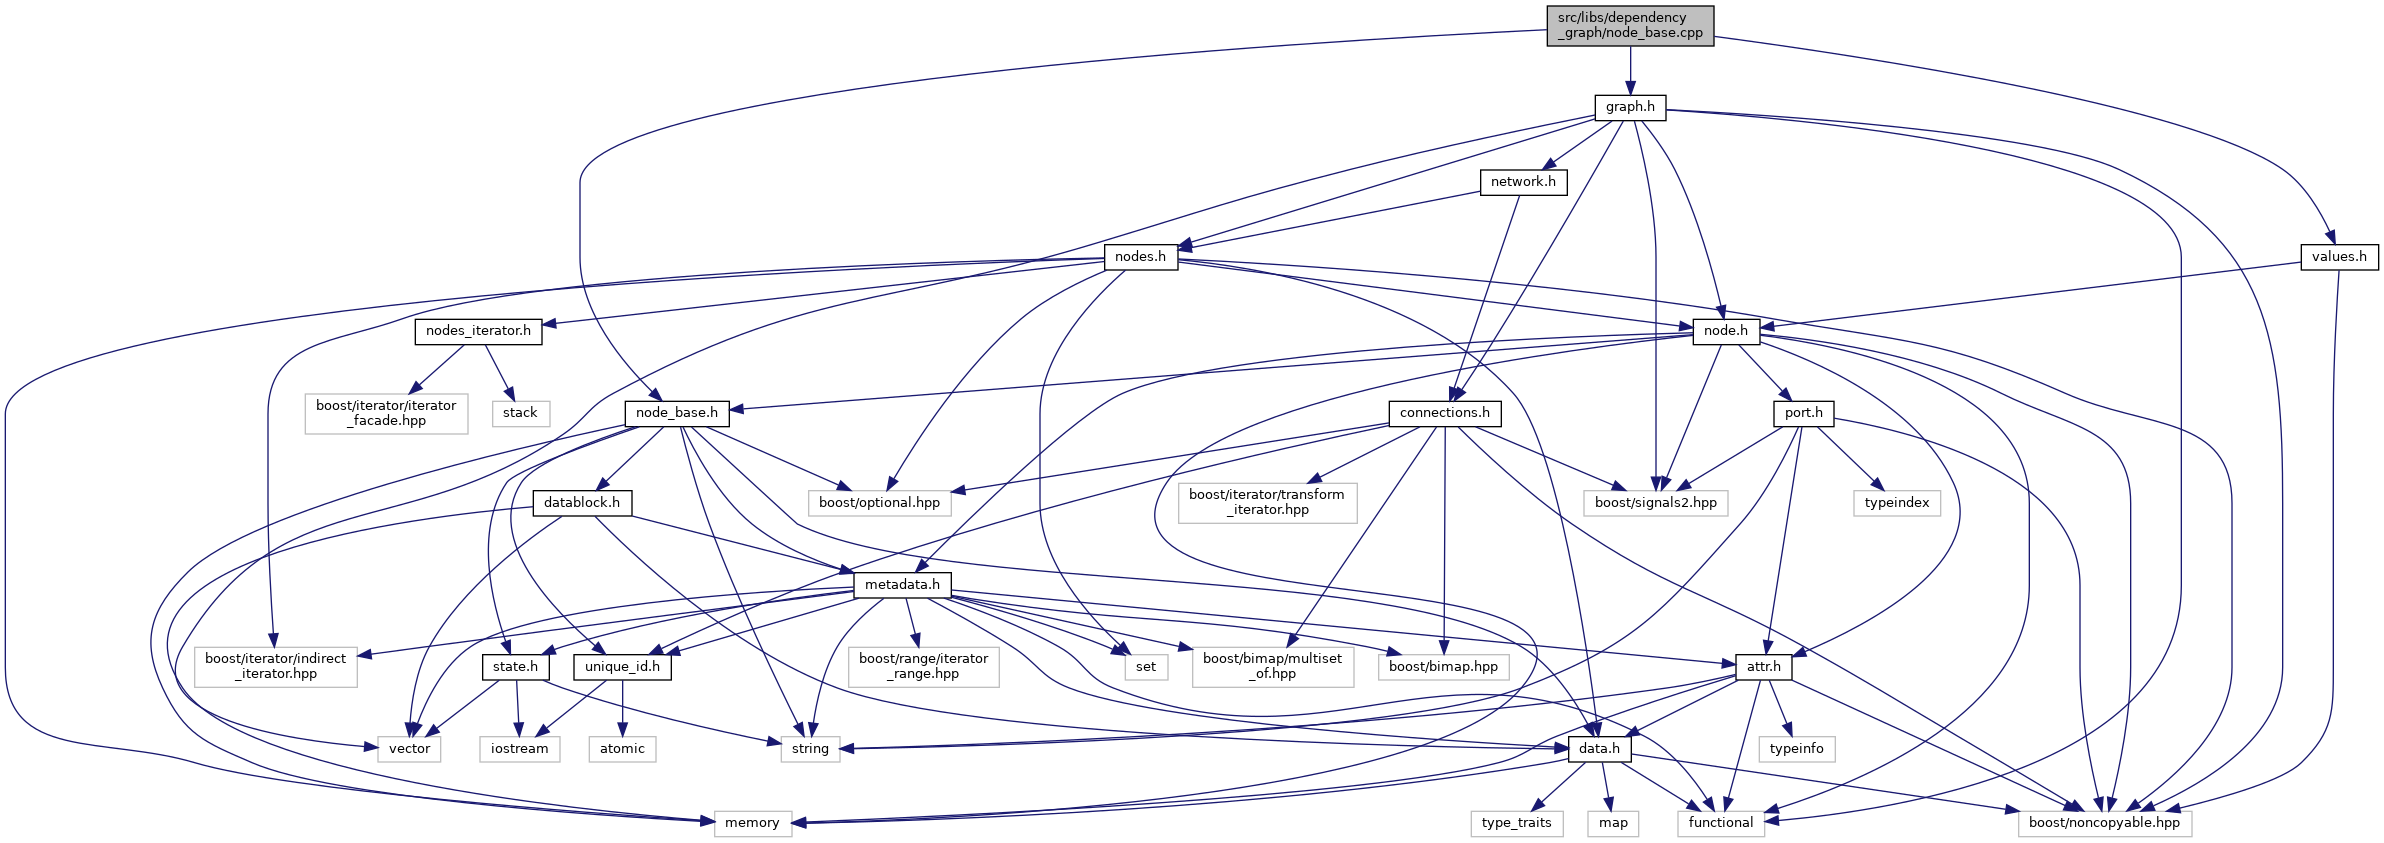 src/libs/dependency
_graph/node_base.cpp
graph.h
network.h
nodes.h
values.h
nodes_iterator.h
node.h
boost/iterator/iterator
_facade.hpp
stack
node_base.h
connections.h
port.h
datablock.h
boost/optional.hpp
boost/iterator/transform
_iterator.hpp
boost/signals2.hpp
typeindex
metadata.h
boost/iterator/indirect
_iterator.hpp
state.h
unique_id.h
boost/range/iterator
_range.hpp
set
boost/bimap/multiset
_of.hpp
boost/bimap.hpp
attr.h
vector
iostream
atomic
string
data.h
typeinfo
memory
type_traits
map
functional
boost/noncopyable.hpp